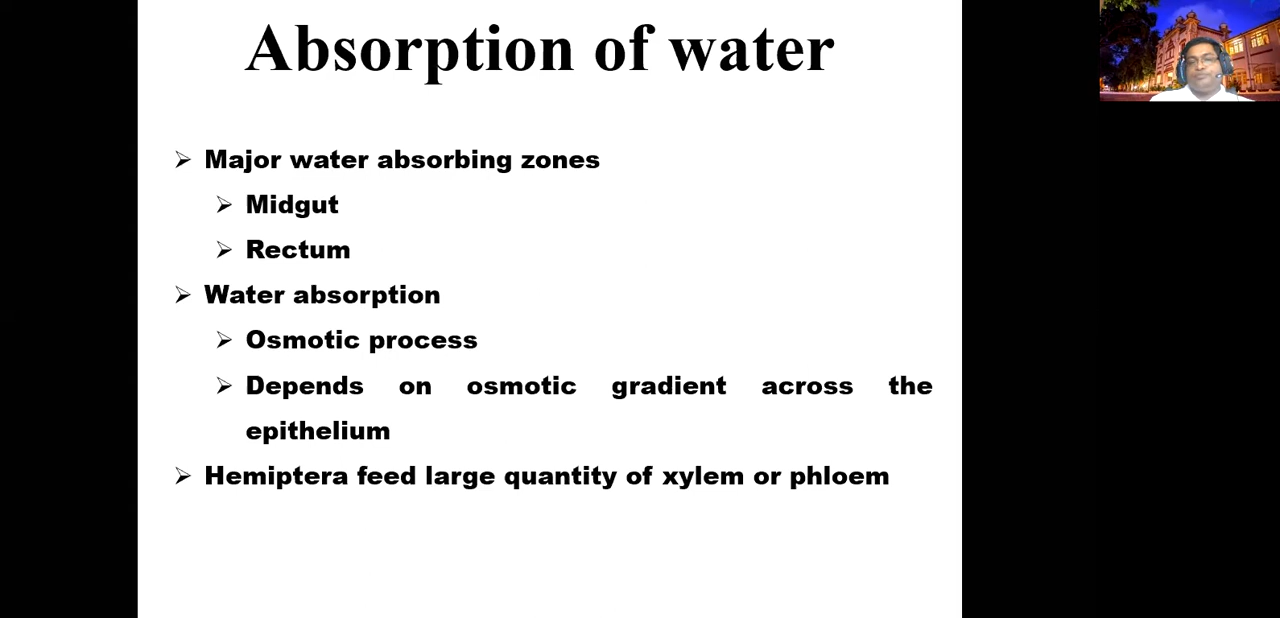 Absorption of water
➢ Major water absorbing zones
➢ Midgut
➢ Rectum
➢ Water absorption
➢ Osmotic process
➢ Depends on osmotic gradient across the
epithelium
➢ Hemiptera feed large quantity of xylem or phloem